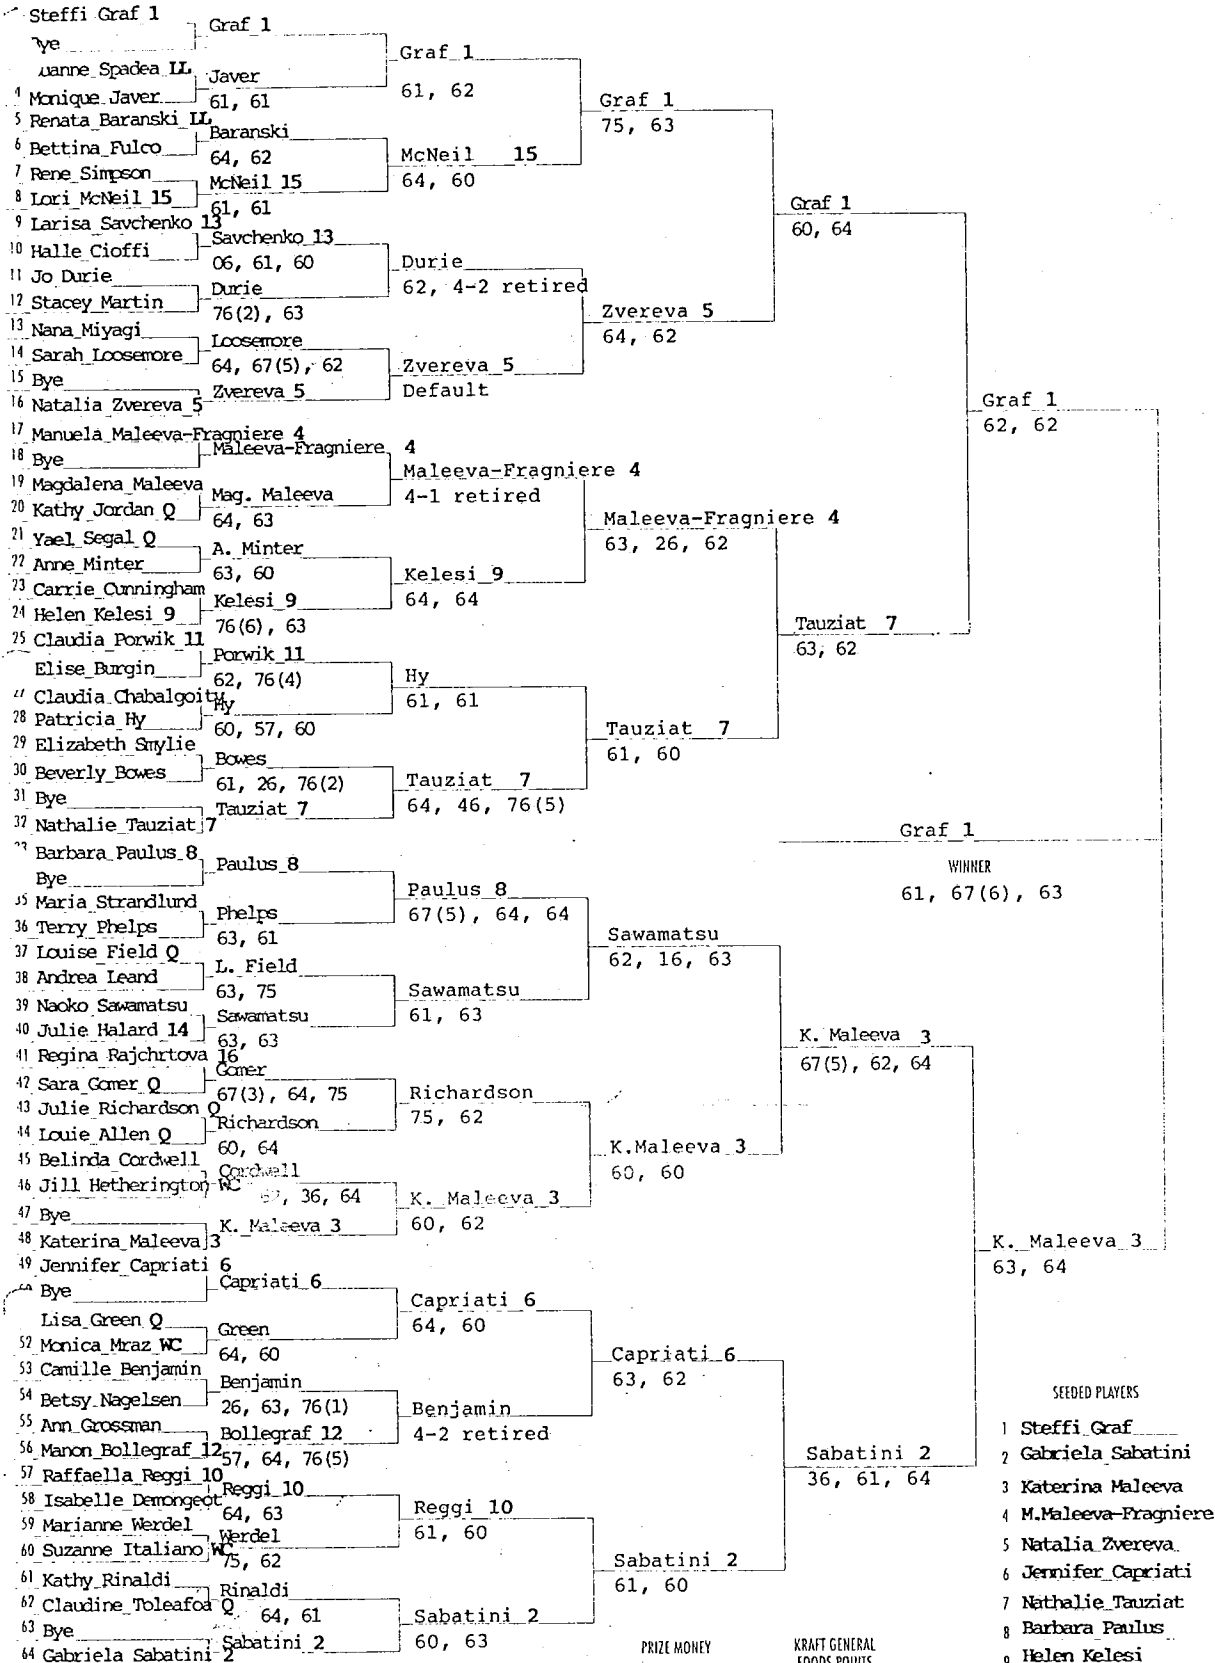 Steffi Graf 1
ye
uanne Spadea LL
4 Monique Javer
5 Renata Baranski LL
6 Bettina Fulco
7 Rene Simpson
8 Lori McNeil 15
9 Larisa Savchenko 13
10 Halle Cioffi
11 Jo Durie
12 Stacey Martin
13 Nana Miyagi
14 Sarah Loosemore
15 Bye
16 Natalia Zvereva 5
17 Manuela Maleeva-Fragniere 4
18 Bye
19 Magdalena Maleeva
20 Kathy Jordan Q
21 Yael Segal Q
22 Anne Minter
23 Carrie Cunningham
24 Helen Kelesi 9
25 Claudia Porwik 11
Elise Burgin
Claudia Chabalgoity
28 Patricia Hy
29 Elizabeth Smylie
30 Beverly Bowes
31 Bye
32 Nathalie Tauziat 7
Barbara Paulus 8
Bye
35 Maria Strandlund
36 Terry Phelps
37 Louise Field Q
38 Andrea Leand
39 Naoko Sawamatsu
40 Julie Halard 14
41 Regina Rajchrtova 16
42 Sara Gomer Q
43 Julie Richardson Q
44 Louie Allen Q
45 Belinda Cordwell
46 Jill Hetherington WC
47 Bye
48 Katerina Maleeva 3
49 Jennifer Capriati 6
Bye
Lisa Green Q
52 Monica Mraz WC
53 Camille Benjamin
54 Betsy Nagelsen
55 Ann Grossman
56 Manon Bollegraf 12
57 Raffaella Reggi 10
58 Isabelle Demongeot
59 Marianne Werdel
60 Suzanne Italiano WC
61 Kathy Rinaldi
62 Claudine Toleafoa Q
63 Bye
64 Gabriela Sabatini 2
Graf 1
Javer
61, 61
Baranski
64, 62
McNeil 15
61, 61
Savchenko 13
06, 61, 60
Durie
76(2), 63
Loosemore
64, 67(5), 62
Zvereva 5
Maleeva-Fragniere 4
Mag. Maleeva
64, 63
A. Minter
63, 60
Kelesi 9
76(6), 63
Porwik 11
62, 76(4)
Hy
60, 57, 60
Bowes
61, 26, 76(2)
Tauziat 7
Paulus 8
Phelps
63, 61
L. Field
63, 75
Sawamatsu
63, 63
Gomer
67(3), 64, 75
Richardson
60, 64
Cordwell
36, 64
K. Maleeva 3
Capriati 6
Green
64, 60
Benjamin
26, 63, 76(1)
Bollegraf 12
57, 64, 76(5)
Reggi 10
64, 63
Werdel
75, 62
Rinaldi
64, 61
Sabatini 2
Graf 1
61, 62
McNeil 15
64, 60
Durie
62, 4-2 retired
Zvereva 5
Default
Maleeva-Fragniere 4
4-1 retired
Kelesi 9
64, 64
Hy
61, 61
Tauziat 7
64, 46, 76(5)
Paulus 8
67(5), 64, 64
Sawamatsu
61, 63
Richardson
75, 62
K. Maleeva 3
60, 62
Capriati 6
64, 60
Benjamin
4-2 retired
Reggi 10
61, 60
Sabatini 2
60, 63
Graf 1
75, 63
Zvereva 5
64, 62
Maleeva-Fragniere 4
63, 26, 62
Tauziat 7
61, 60
Sawamatsu
62, 16, 63
K.Maleeva 3
60, 60
Capriati 6
63, 62
Sabatini 2
61, 60
Graf 1
60, 64
Tauziat 7
63, 62
K. Maleeva 3
67(5), 62, 64
Sabatini 2
36, 61, 64
Graf 1
62, 62
K. Maleeva 3
63, 64
Graf 1
WINNER
61, 67(6), 63
SEEDED PLAYERS
1 Steffi Graf
2 Gabriela Sabatini
3 Katerina Maleeva
4 M.Maleeva-Fragniere
5 Natalia Zvereva
6 Jennifer Capriati
7 Nathalie Tauziat
8 Barbara Paulus
9 Helen Kelesi
PRIZE MONEY
KRAFT GENERAL
FOODS POINTS